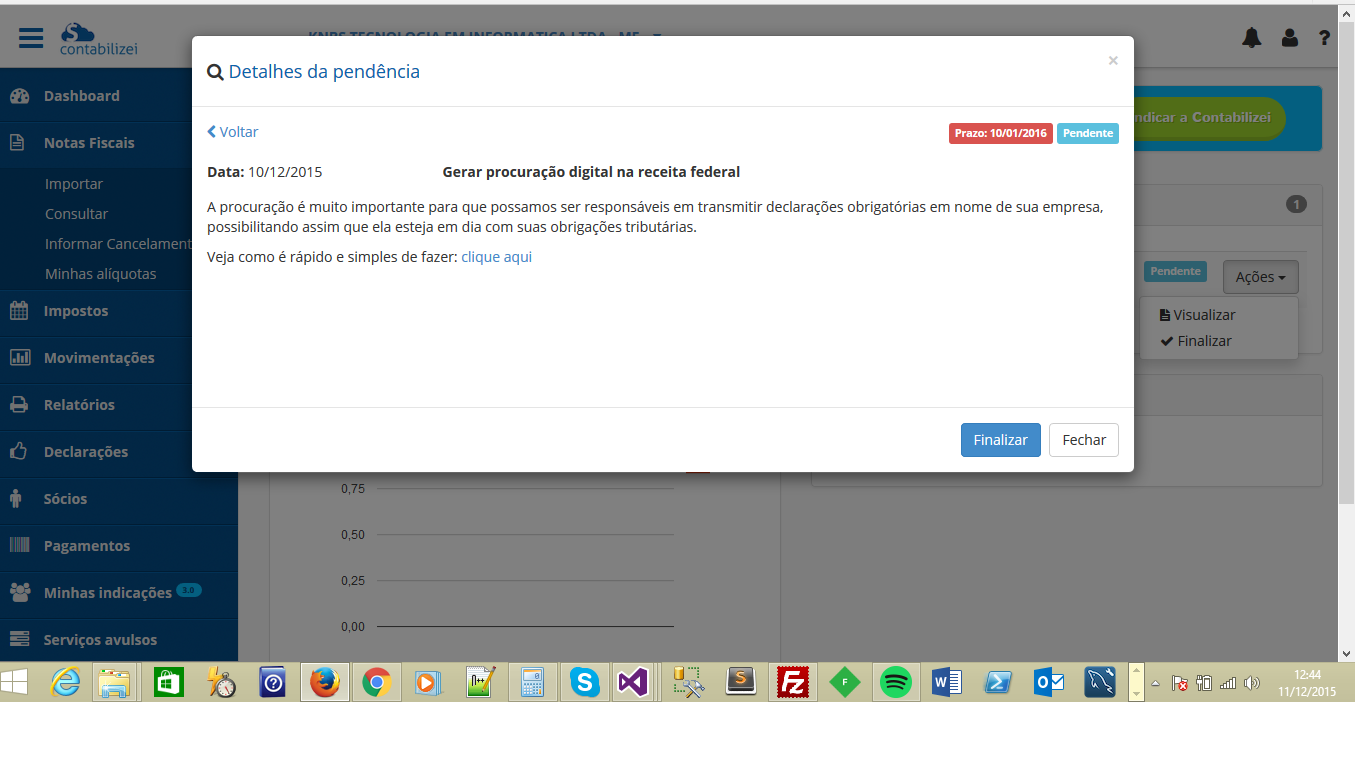 contabilizei
KNRS TECNOLOGIA EM INFORMATICA LTDA - ME
?
Detalhes da pendência
×
Dashboard
Voltar
Prazo: 10/01/2016
Pendente
ndicar a Contabilizei
Notas Fiscais
Data: 10/12/2015
Gerar procuração digital na receita federal
Importar
A procuração é muito importante para que possamos ser responsáveis em transmitir declarações obrigatórias em nome de sua empresa,
possibilitando assim que ela esteja em dia com suas obrigações tributárias.
1
Consultar
Informar Cancelament
Veja como é rápido e simples de fazer: clique aqui
Minhas alíquotas
Pendente
Ações
Visualizar
Finalizar
Impostos
Movimentações
Relatórios
Declarações
Finalizar
Fechar
Sócios
Pagamentos
Minhas indicações 3.0
Serviços avulsos
0,75
0,50
0,25
0,00
12:44
11/12/2015